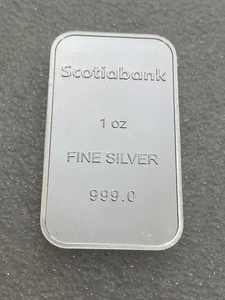 Scotiabank
1 oz
FINE SILVER
999.0